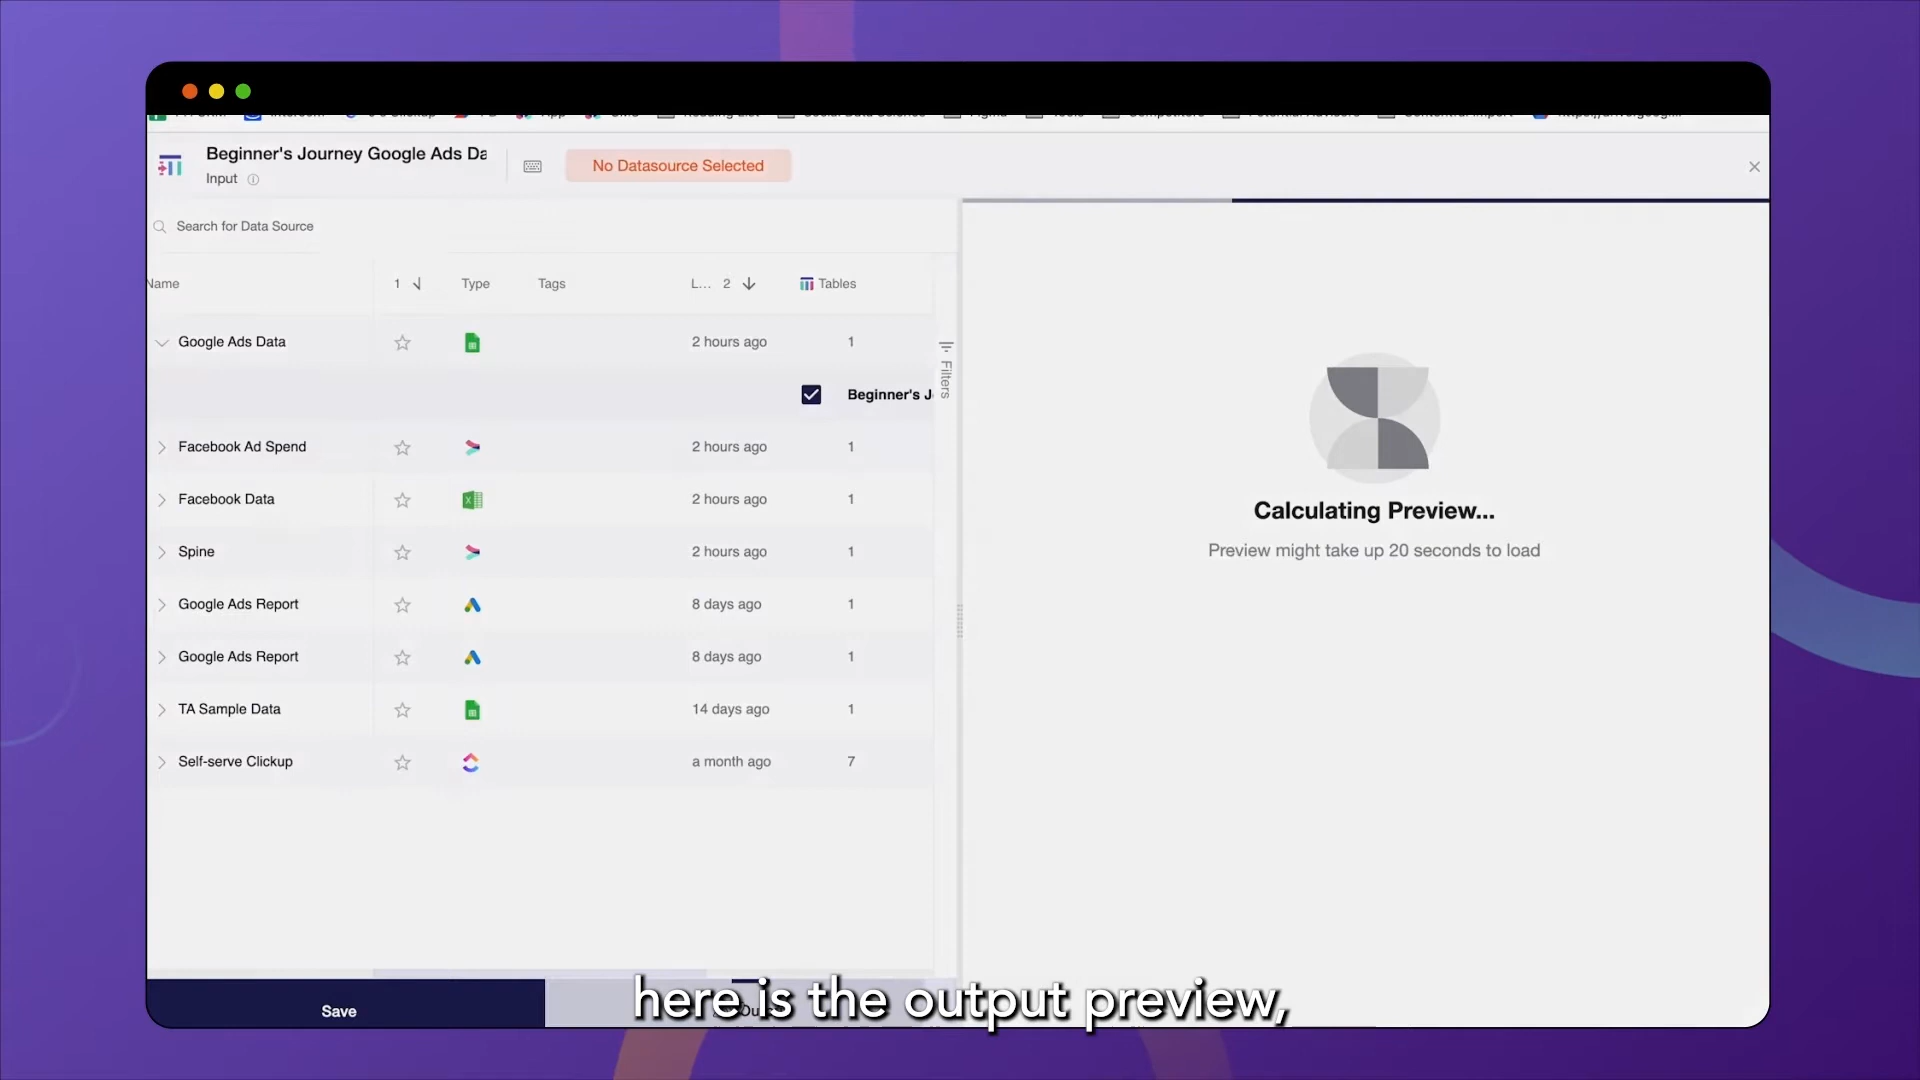 Beginner's Journey Google Ads Da
Input
No Datasource Selected
Search for Data Source
Name 1 Type Tags L... 2 Tables
Google Ads Data 2 hours ago 1
Beginner's J
Filters
Facebook Ad Spend 2 hours ago 1
Facebook Data 2 hours ago 1
Spine 2 hours ago 1
Google Ads Report 8 days ago 1
Google Ads Report 8 days ago 1
TA Sample Data 14 days ago 1
Self-serve Clickup a month ago 7
Calculating Preview...
Preview might take up 20 seconds to load
Save
here is the output preview,